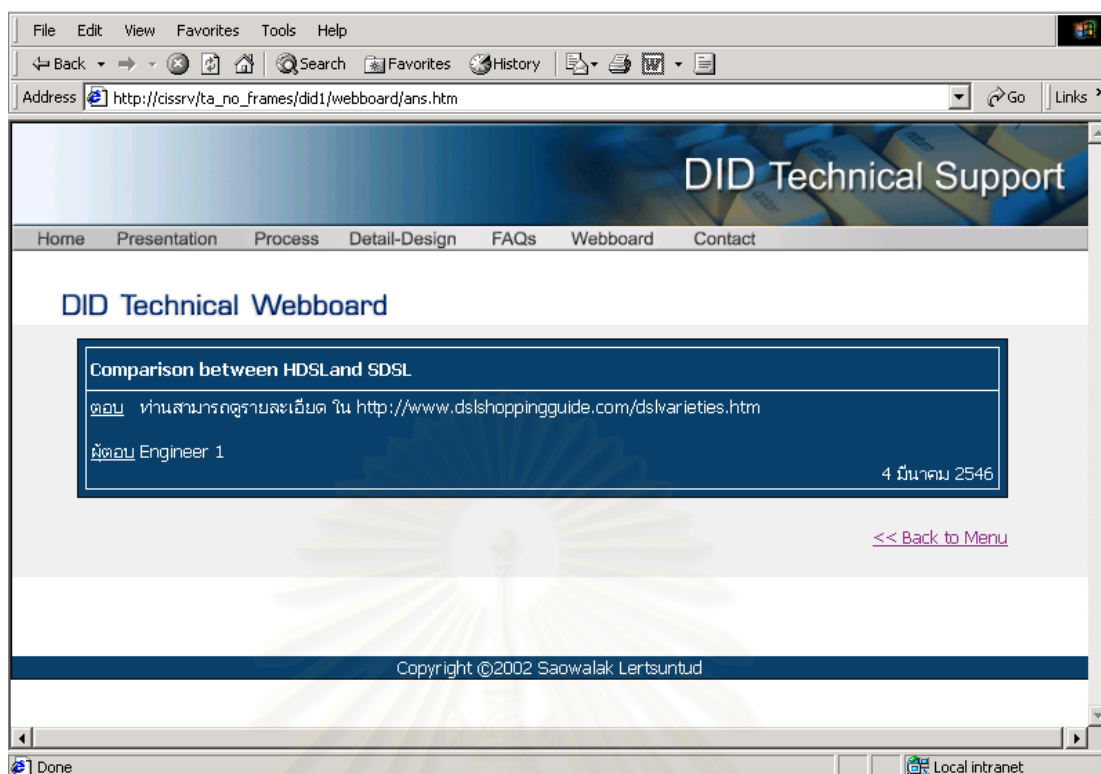 File Edit View Favorites Tools Help
Back Search Favorites History
Address http://cissrv/ta_no_frames/did1/webboard/ans.htm Go Links
DID Technical Support
Home Presentation Process Detail-Design FAQs Webboard Contact
DID Technical Webboard
Comparison between HDSLand SDSL
ตอบ ท่านสามารถดูรายละเอียด ใน http://www.dslshoppingguide.com/dslvarieties.htm
ผู้ตอบ Engineer 1
4 มีนาคม 2546
<< Back to Menu
Copyright ©2002 Saowalak Lertsuntud
Done Local intranet